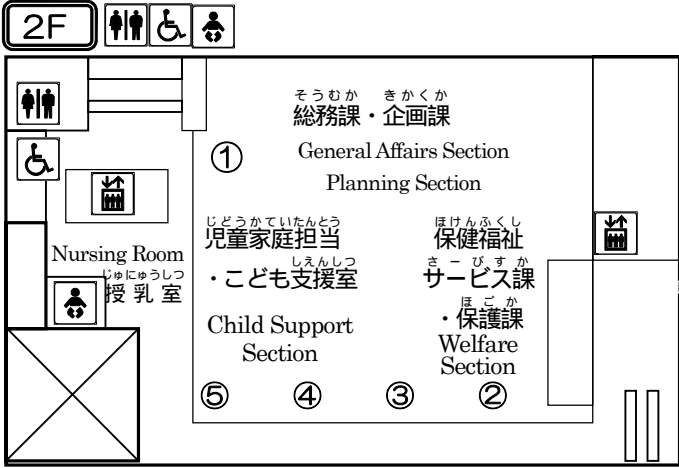 2F
そうむか きかくか
総務課・企画課
General Affairs Section
Planning Section
①
じどうかていたんとう
児童家庭担当
しえんしつ
・こども支援室
Child Support
Section
ほけんふくし
保健福祉
さーびすか
サービス課
ほごか
・保護課
Welfare
Section
Nursing Room
じゅにゅうしつ
授乳室
⑤ ④ ③ ②